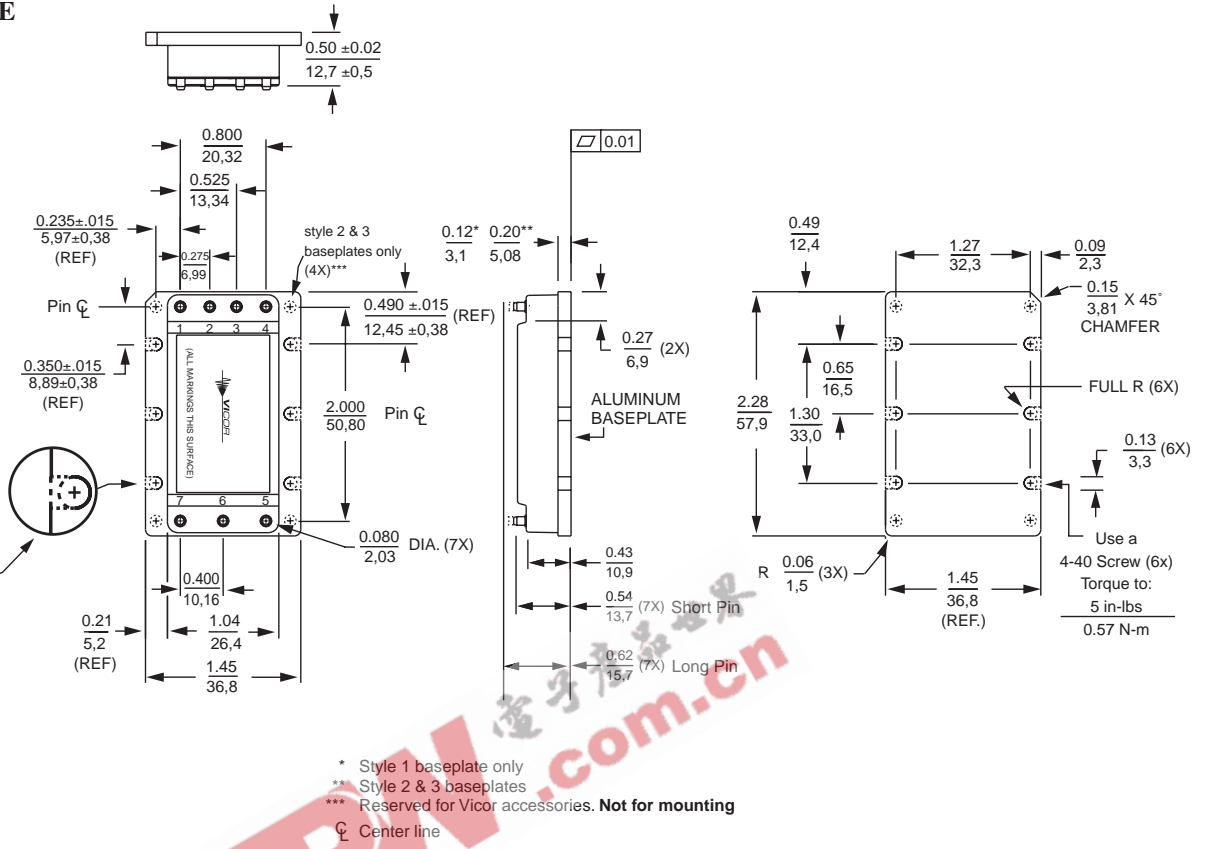 E
0.50 ±0.02
12,7 ±0,5
0.800
20,32
0.525
13,34
0.235±.015
5,97±0,38
(REF)
0.275
6,99
style 2 & 3
baseplates only
(4X)***
Pin ℄
0.350±.015
8,89±0,38
(REF)
1 2 3 4
(ALL MARKINGS THIS SURFACE)
VICOR
7 6 5
0.490 ±.015
12,45 ±0,38
(REF)
2.000
50,80
Pin ℄
0.080
2,03
DIA. (7X)
0.400
10,16
0.21
5,2
(REF)
1.04
26,4
1.45
36,8
0.01
0.12*
3,1
0.20**
5,08
0.27
6,9
(2X)
ALUMINUM
BASEPLATE
0.43
10,9
0.54
13,7
(7X) Short Pin
0.62
15,7
(7X) Long Pin
0.49
12,4
1.27
32,3
0.09
2,3
0.15
3,81
X 45°
CHAMFER
0.65
16,5
FULL R (6X)
2.28
57,9
1.30
33,0
0.13
3,3
(6X)
R 0.06
1,5
(3X)
1.45
36,8
(REF.)
Use a
4-40 Screw (6x)
Torque to:
5 in-lbs
0.57 N-m
* Style 1 baseplate only
** Style 2 & 3 baseplates
*** Reserved for Vicor accessories. Not for mounting
℄ Center line
電子產品世界
.com.cn